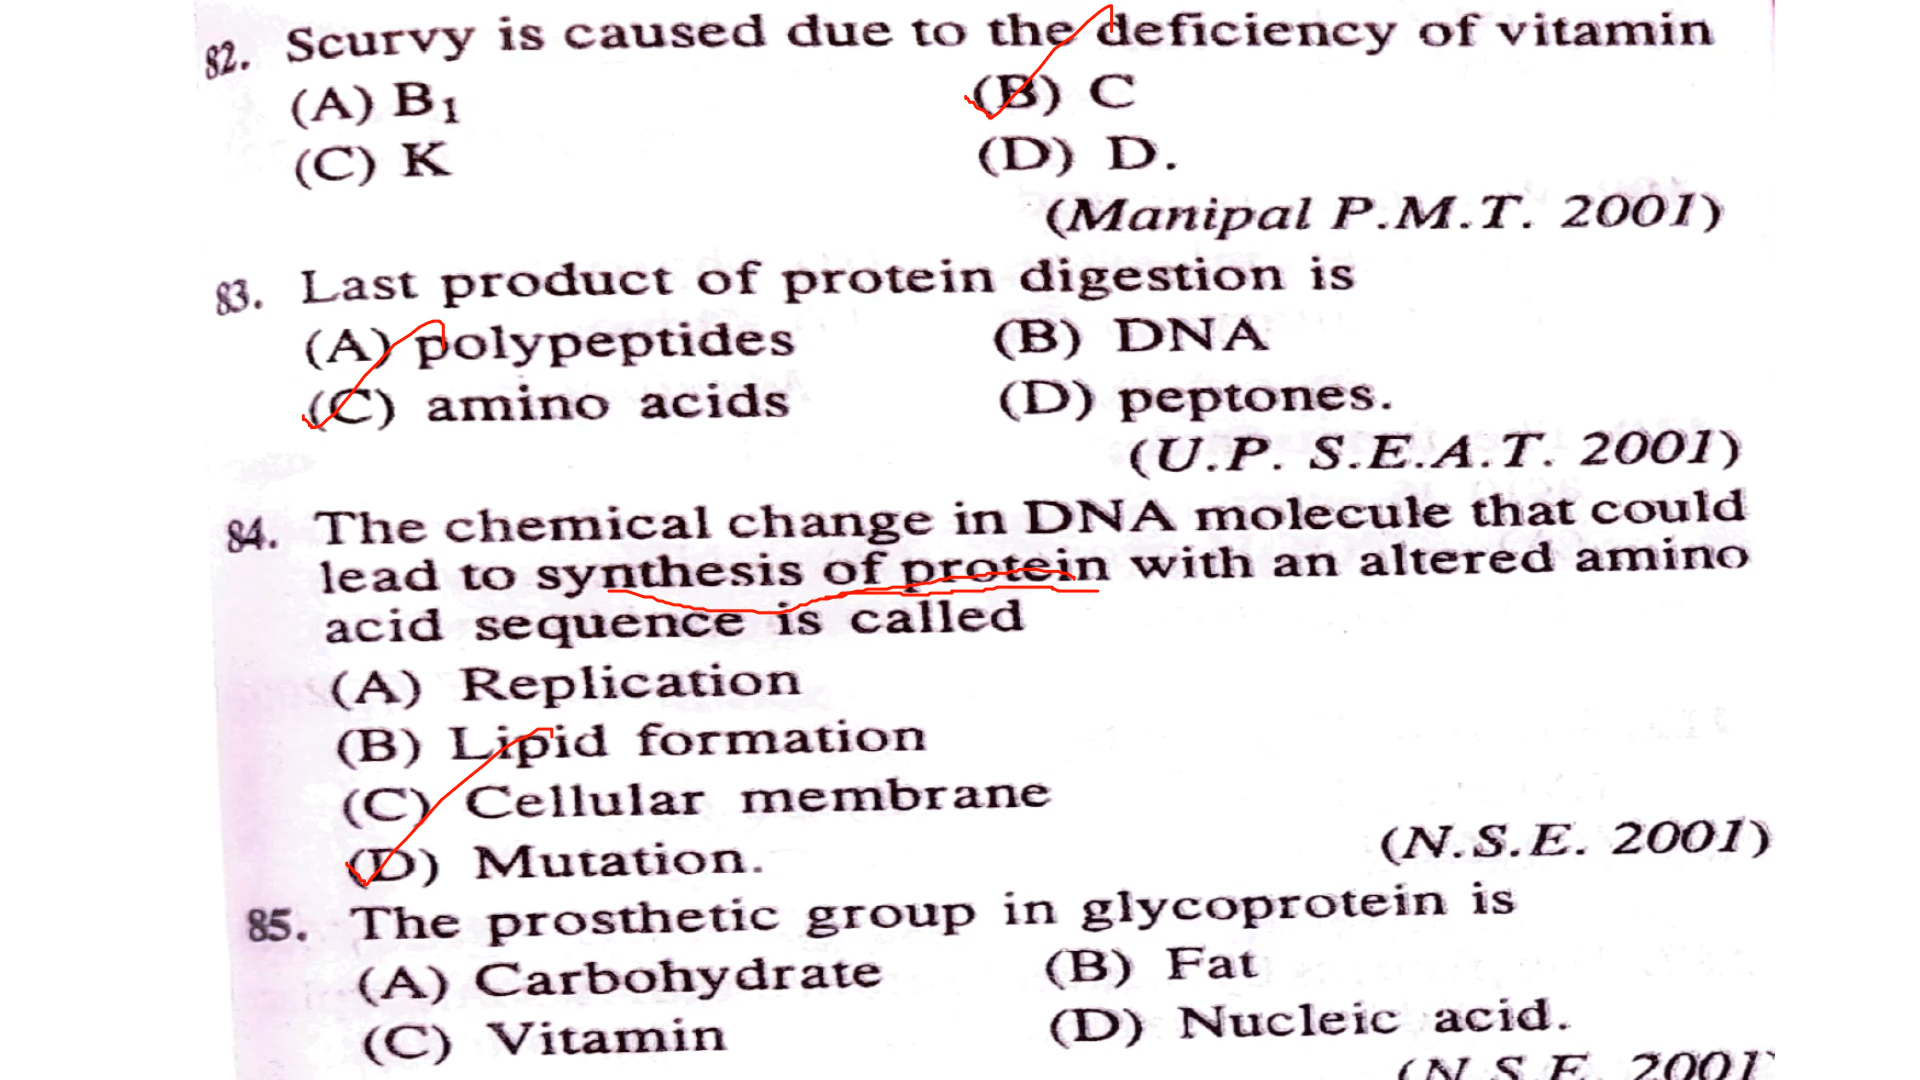 82. Scurvy is caused due to the deficiency of vitamin
(A) B₁ (B) C
(C) K (D) D.
(Manipal P.M.T. 2001)
83. Last product of protein digestion is
(A) polypeptides (B) DNA
(C) amino acids (D) peptones.
(U.P. S.E.A.T. 2001)
84. The chemical change in DNA molecule that could
lead to synthesis of protein with an altered amino
acid sequence is called
(A) Replication
(B) Lipid formation
(C) Cellular membrane
(D) Mutation.
(N.S.E. 2001)
85. The prosthetic group in glycoprotein is
(A) Carbohydrate (B) Fat
(C) Vitamin (D) Nucleic acid.
(N.S.E. 2001